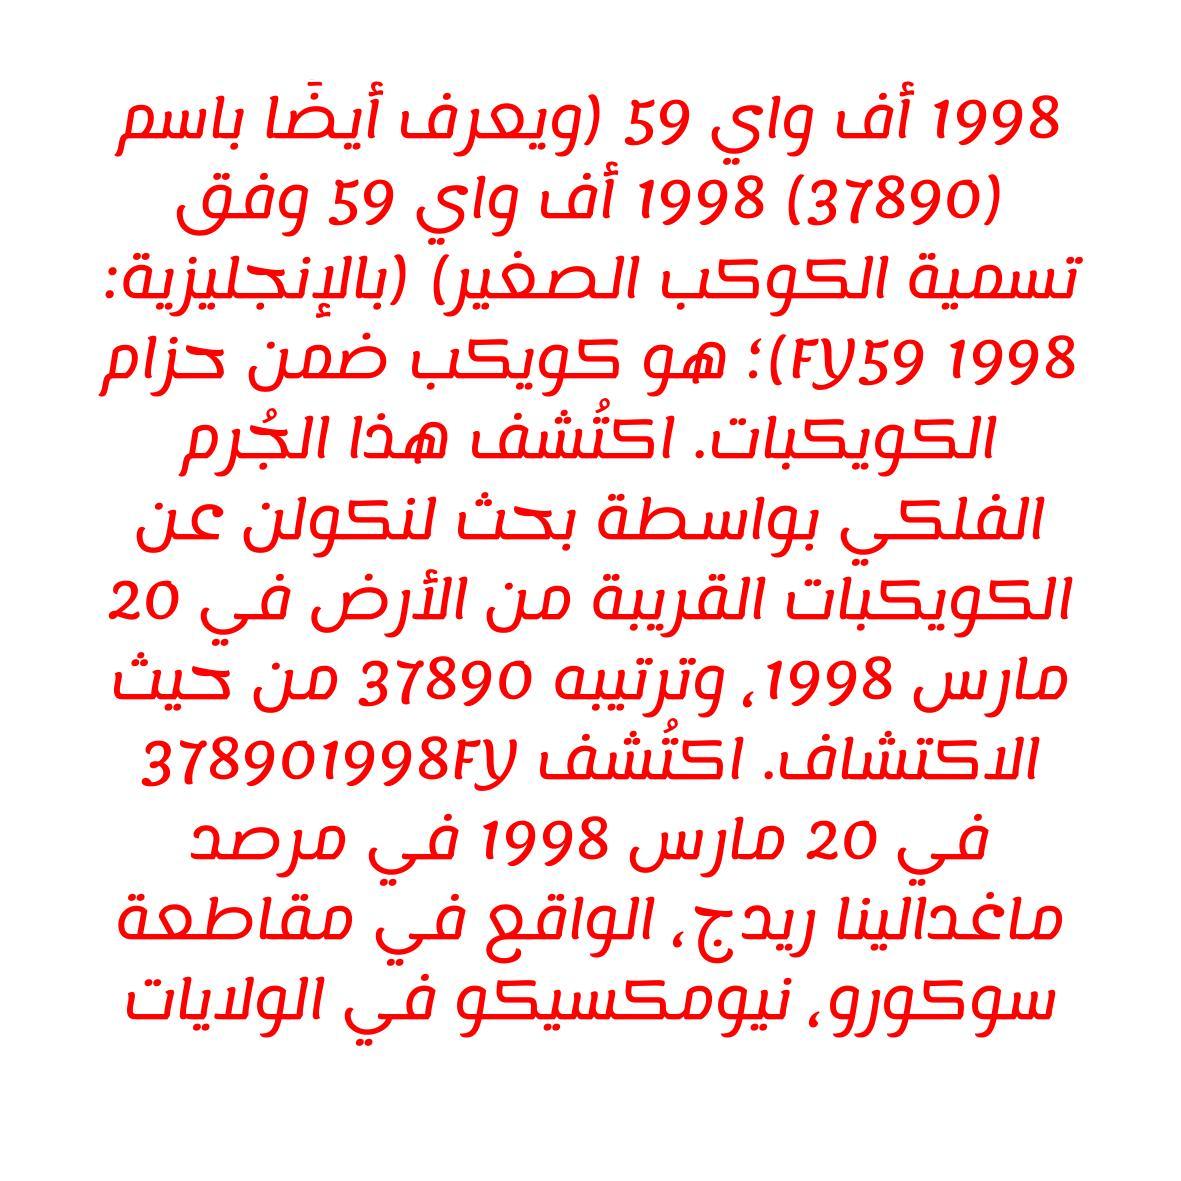 1998 أف واي 59 (ويعرف أيضًا باسم
(37890) 1998 أف واي 59 وفق
تسمية الكوكب الصغير) (بالإنجليزية:
1998 FY59)؛ هو كويكب ضمن حزام
الكويكبات. اكتُشف هذا الجُرم
الفلكي بواسطة بحث لنكولن عن
الكويكبات القريبة من الأرض في 20
مارس 1998، وترتيبه 37890 من حيث
الاكتشاف. اكتُشف 378901998FY
في 20 مارس 1998 في مرصد
ماغدالينا ريدج، الواقع في مقاطعة
سوكورو، نيومكسيكو في الولايات